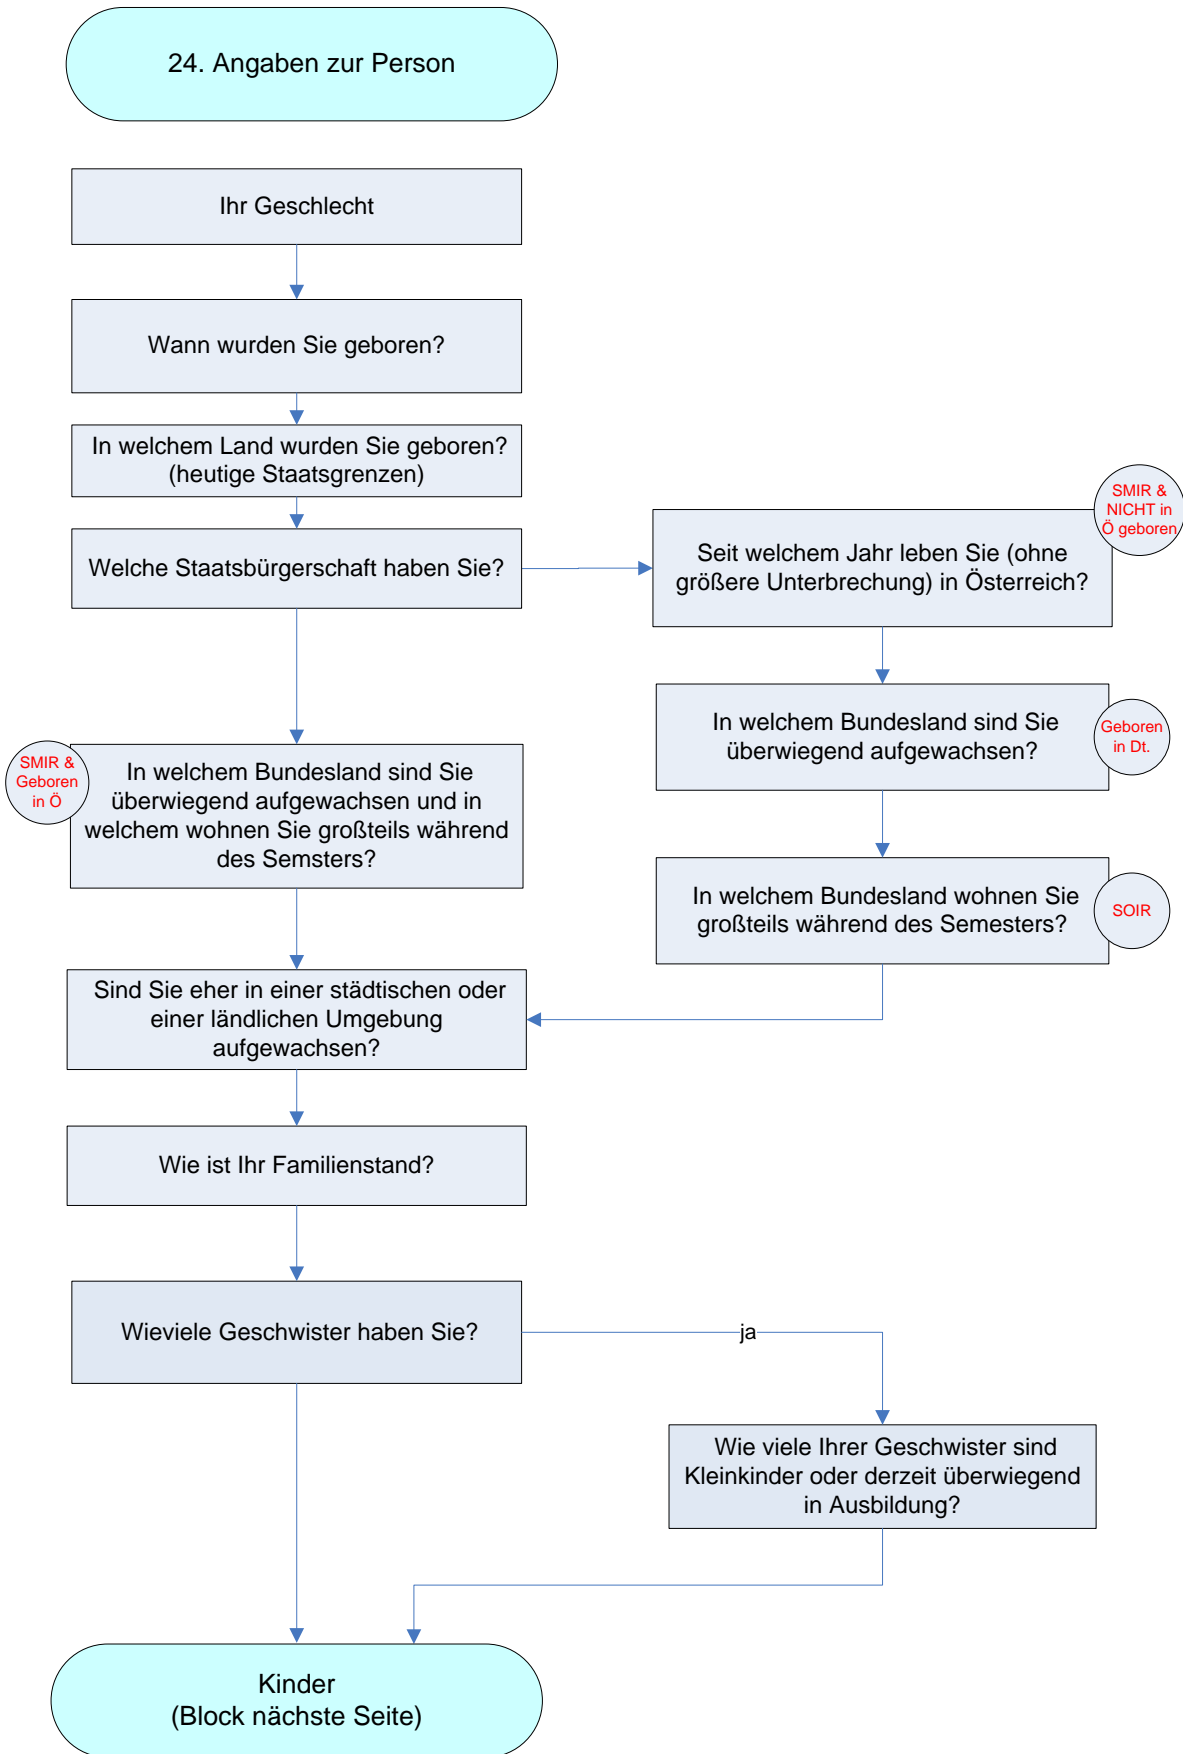 24. Angaben zur Person
Ihr Geschlecht
Wann wurden Sie geboren?
In welchem Land wurden Sie geboren?
(heutige Staatsgrenzen)
Welche Staatsbürgerschaft haben Sie?
SMIR &
NICHT in
Ö geboren
Seit welchem Jahr leben Sie (ohne
größere Unterbrechung) in Österreich?
In welchem Bundesland sind Sie
überwiegend aufgewachsen?
Geboren
in Dt.
SMIR &
Geboren
in Ö
In welchem Bundesland sind Sie
überwiegend aufgewachsen und in
welchem wohnen Sie großteils während
des Semsters?
In welchem Bundesland wohnen Sie
großteils während des Semesters?
SOIR
Sind Sie eher in einer städtischen oder
einer ländlichen Umgebung
aufgewachsen?
Wie ist Ihr Familienstand?
Wieviele Geschwister haben Sie?
ja
Wie viele Ihrer Geschwister sind
Kleinkinder oder derzeit überwiegend
in Ausbildung?
Kinder
(Block nächste Seite)